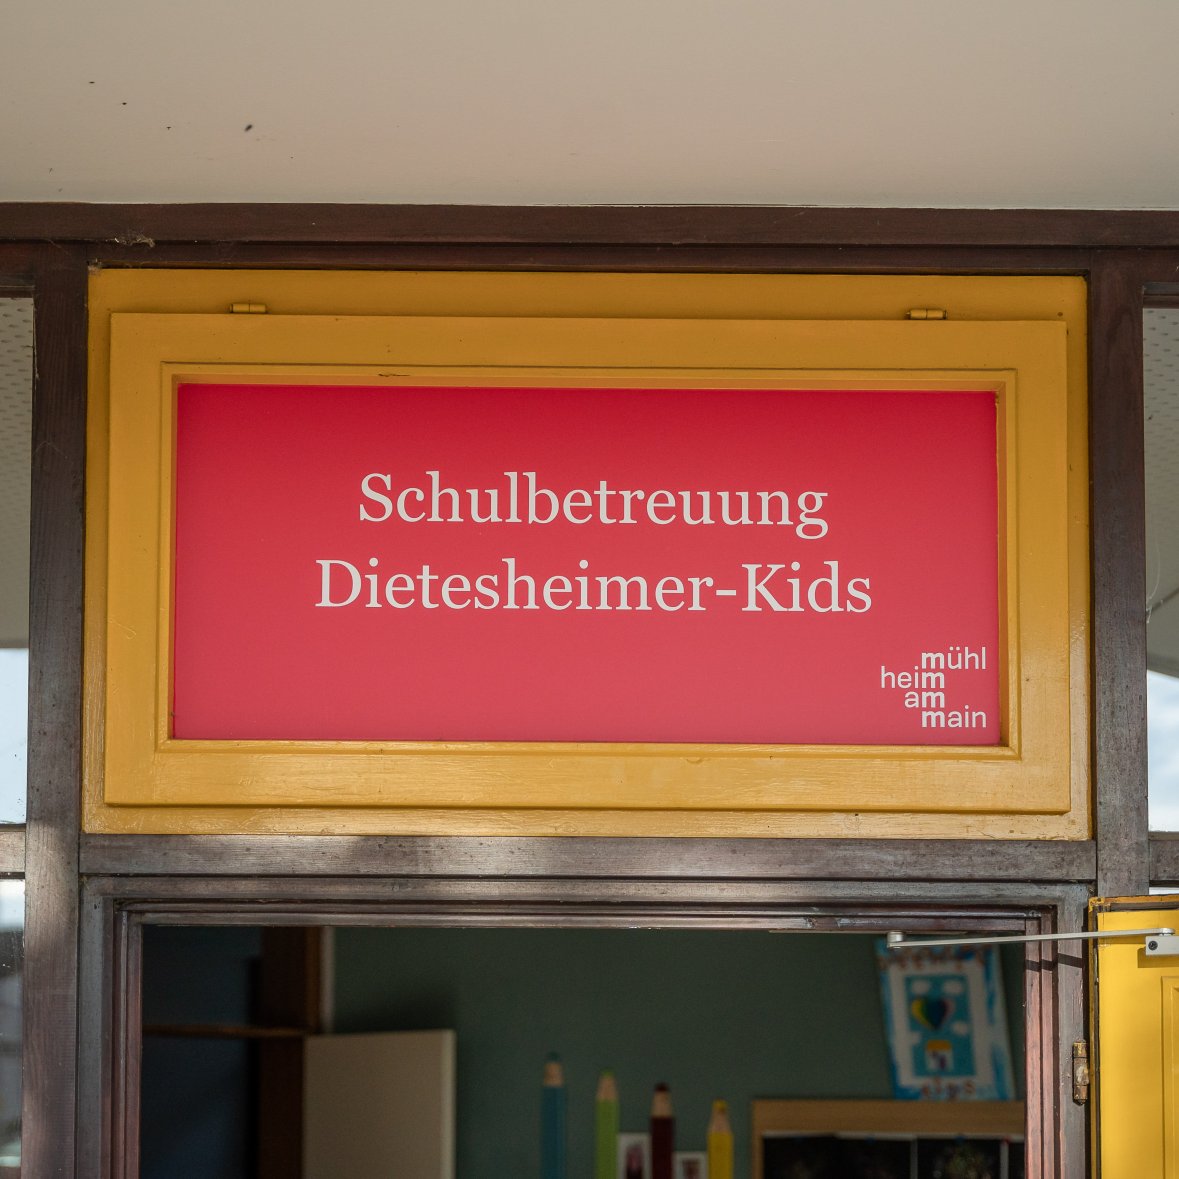 Schulbetreuung
Dietesheimer-Kids
mühl
heim
am
main